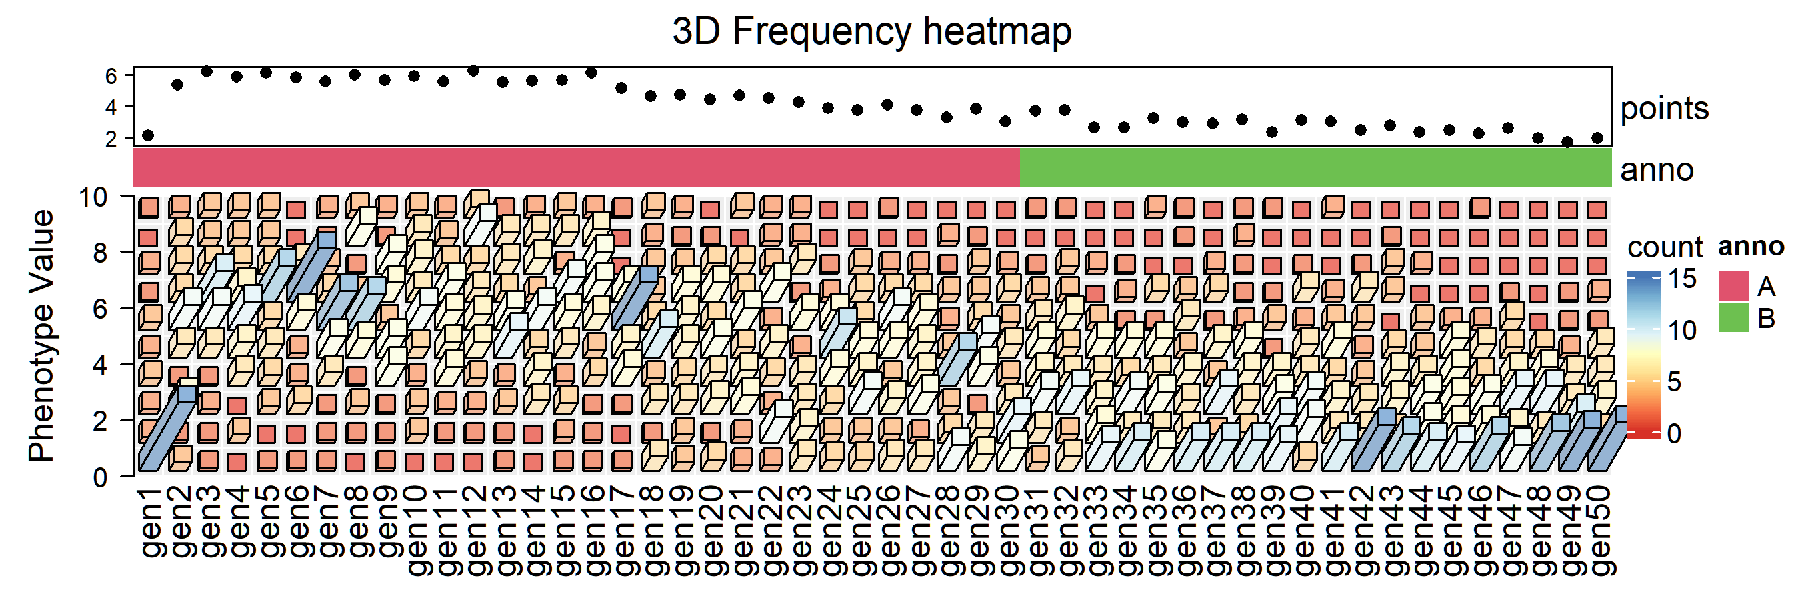 3D Frequency heatmap
6
4
2
points
anno
Phenotype Value
10
8
6
4
2
0
count
15
10
5
0
anno
A
B
gen1
gen2
gen3
gen4
gen5
gen6
gen7
gen8
gen9
gen10
gen11
gen12
gen13
gen14
gen15
gen16
gen17
gen18
gen19
gen20
gen21
gen22
gen23
gen24
gen25
gen26
gen27
gen28
gen29
gen30
gen31
gen32
gen33
gen34
gen35
gen36
gen37
gen38
gen39
gen40
gen41
gen42
gen43
gen44
gen45
gen46
gen47
gen48
gen49
gen50